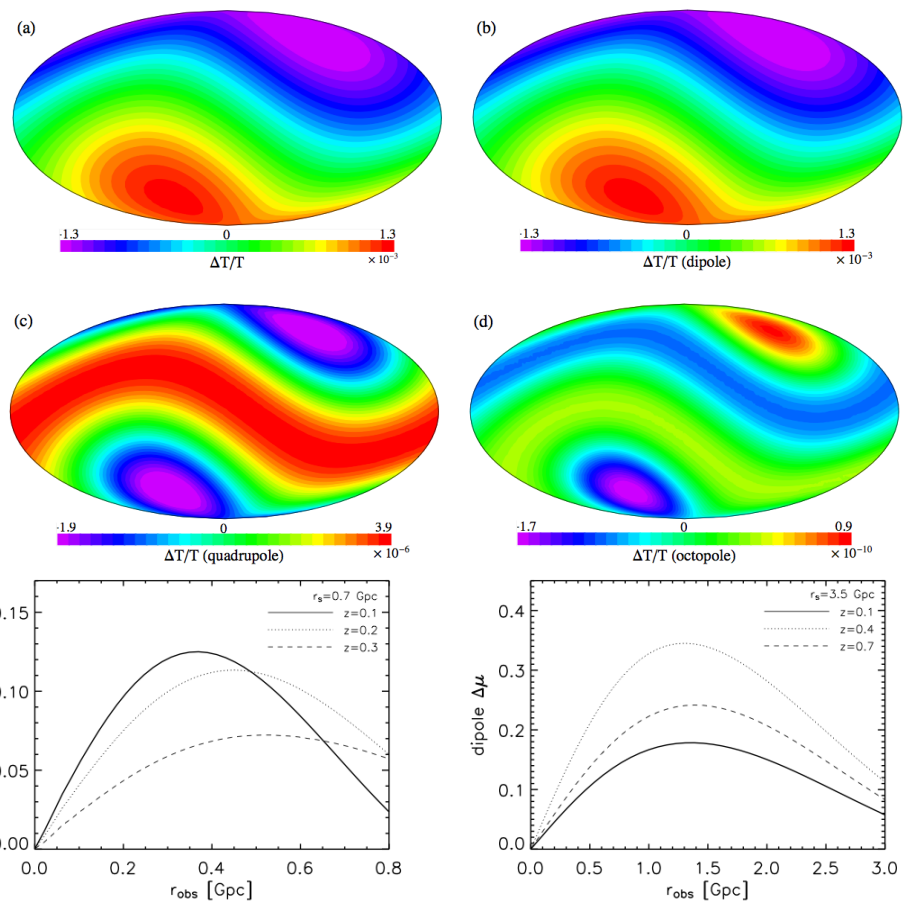 (a) (b)
-1.3 0 1.3
ΔT/T × 10⁻³
-1.3 0 1.3
ΔT/T (dipole) × 10⁻³
(c) (d)
-1.9 0 3.9
ΔT/T (quadrupole) × 10⁻⁶
-1.7 0 0.9
ΔT/T (octopole) × 10⁻¹⁰
0.15
0.10
0.05
0.00
rₛ=0.7 Gpc
z=0.1
z=0.2
z=0.3
0.0 0.2 0.4 0.6 0.8
r_obs [Gpc]
dipole Δμ
0.4
0.3
0.2
0.1
0.0
rₛ=3.5 Gpc
z=0.1
z=0.4
z=0.7
0.0 0.5 1.0 1.5 2.0 2.5 3.0
r_obs [Gpc]